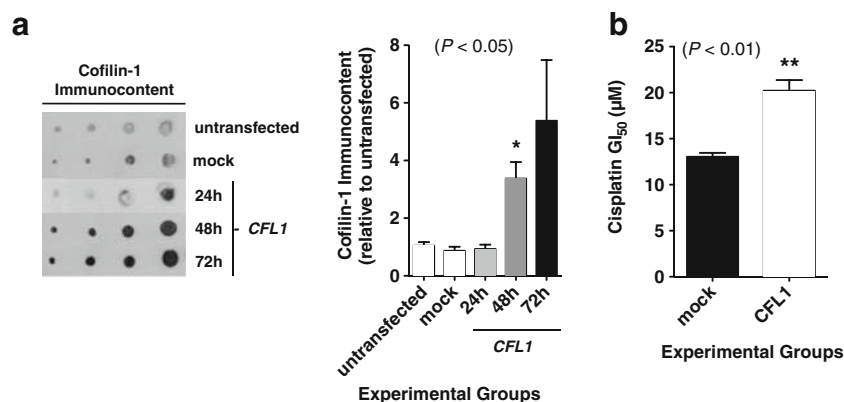 a
Cofilin-1
Immunocontent
untransfected
mock
24h
48h
72h
CFL1
Cofilin-1 Immunocontent
(relative to untransfected)
8
6
4
2
0
(P < 0.05)
*
untransfected
mock
24h
48h
72h
CFL1
Experimental Groups
b
Cisplatin GI50 (µM)
25
20
15
10
5
0
(P < 0.01)
**
mock
CFL1
Experimental Groups